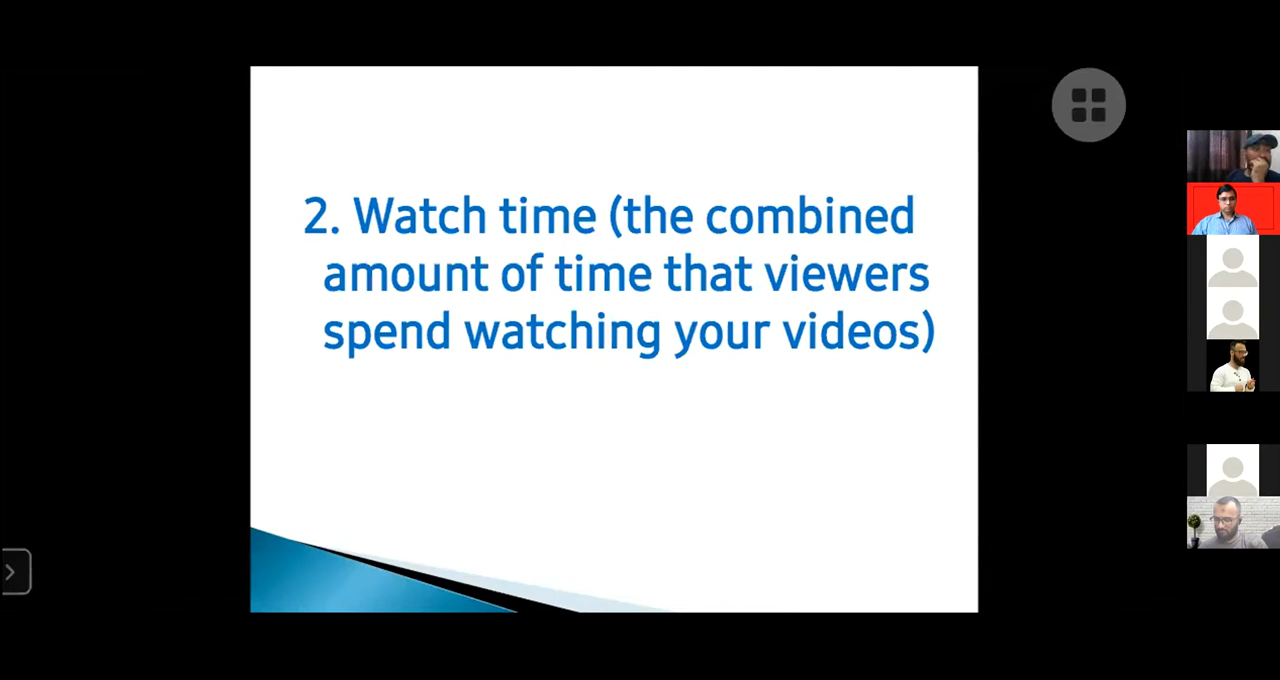 2. Watch time (the combined
amount of time that viewers
spend watching your videos)